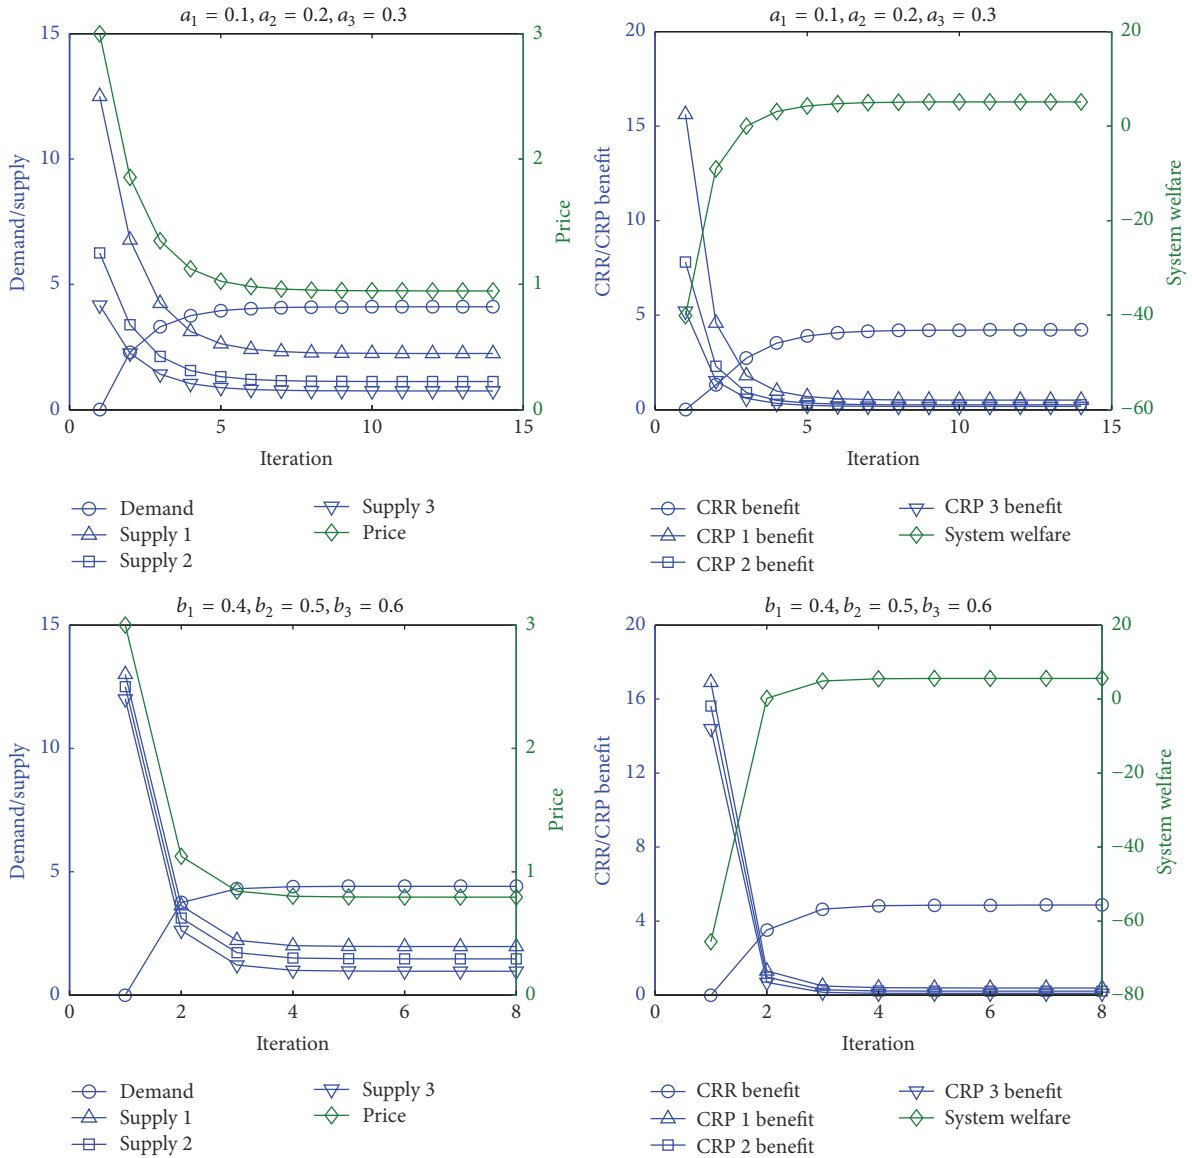 a₁ = 0.1, a₂ = 0.2, a₃ = 0.3
15
10
5
0
Demand/supply
3
2
1
0
Price
0
5
10
15
Iteration
Demand
Supply 1
Supply 2
Supply 3
Price
a₁ = 0.1, a₂ = 0.2, a₃ = 0.3
20
15
10
5
0
CRR/CRP benefit
20
0
−20
−40
−60
System welfare
0
5
10
15
Iteration
CRR benefit
CRP 1 benefit
CRP 2 benefit
CRP 3 benefit
System welfare
b₁ = 0.4, b₂ = 0.5, b₃ = 0.6
15
10
5
0
Demand/supply
3
2
1
0
Price
0
2
4
6
8
Iteration
Demand
Supply 1
Supply 2
Supply 3
Price
b₁ = 0.4, b₂ = 0.5, b₃ = 0.6
20
16
12
8
4
0
CRR/CRP benefit
20
0
−20
−40
−60
−80
System welfare
0
2
4
6
8
Iteration
CRR benefit
CRP 1 benefit
CRP 2 benefit
CRP 3 benefit
System welfare